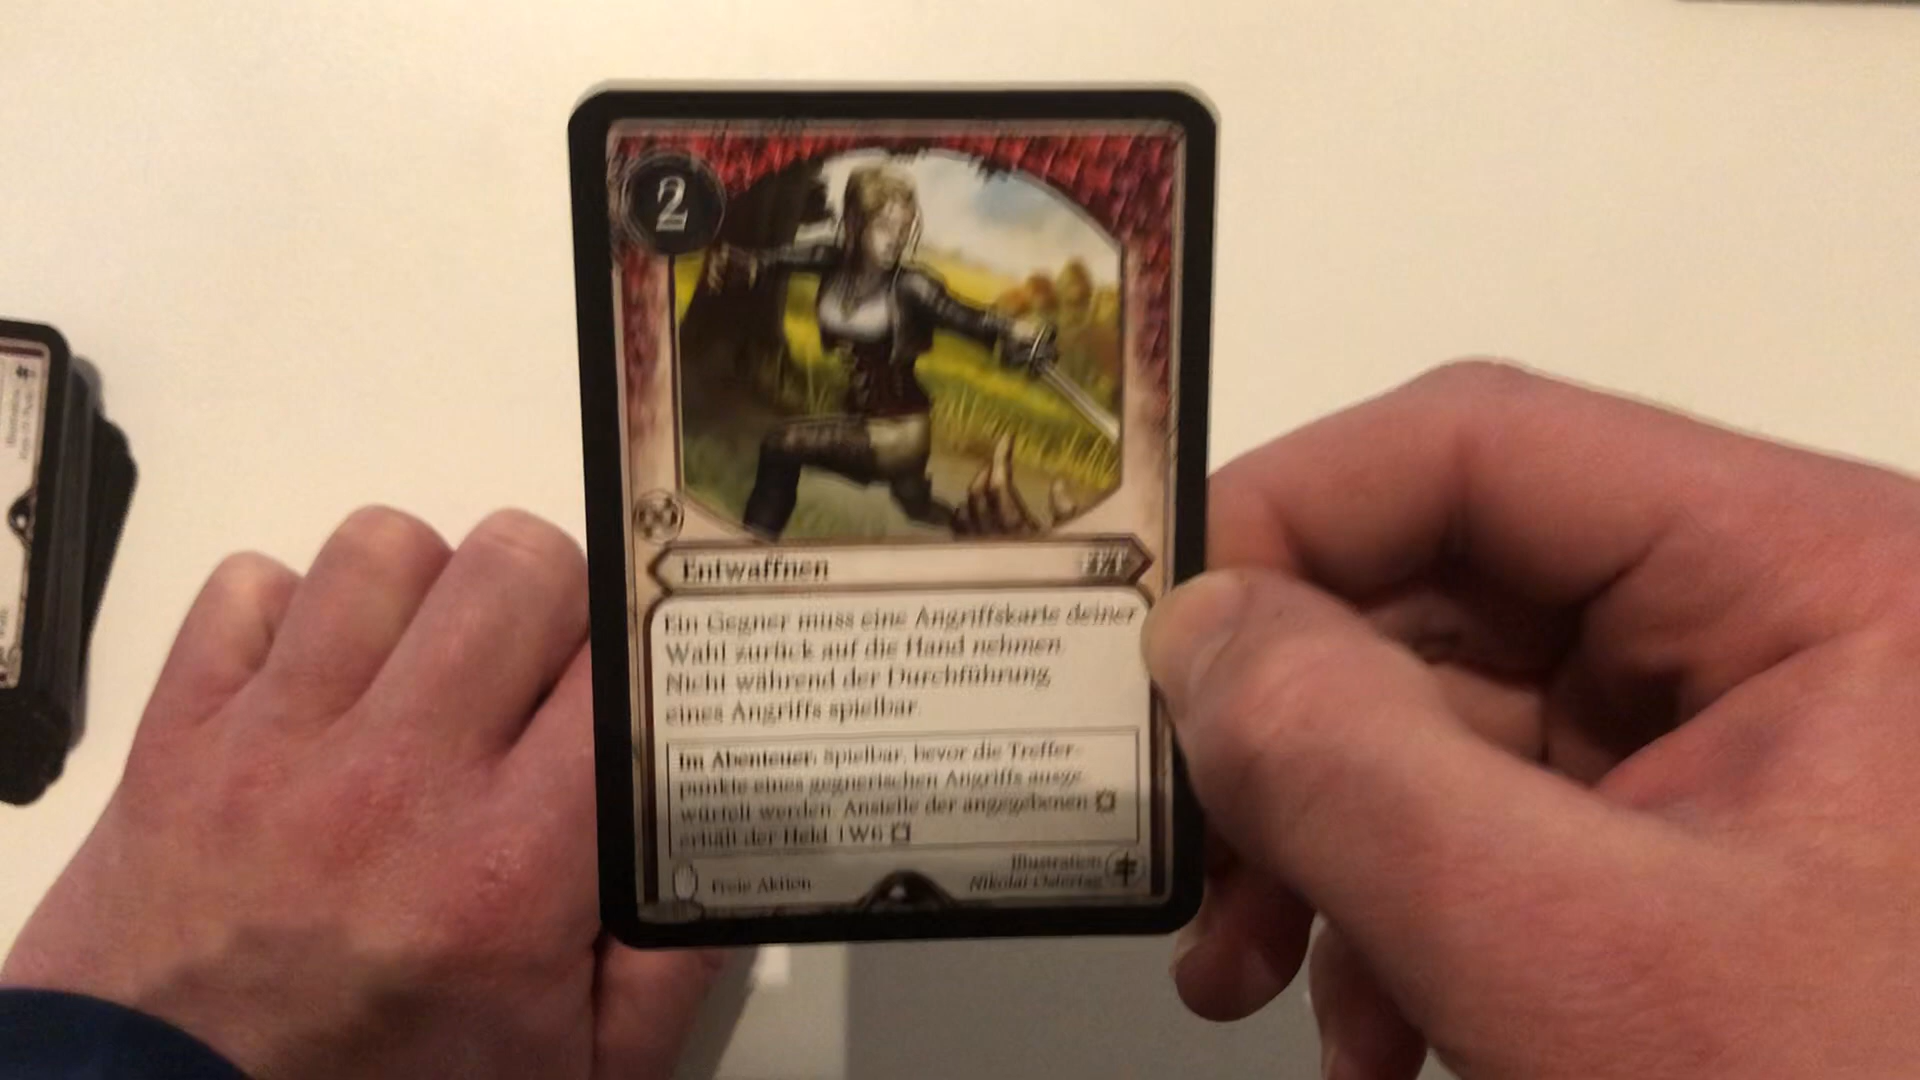 2
Entwaffnen
Ein Gegner muss eine Angriffskarte deiner
Wahl zurück auf die Hand nehmen.
Nicht während der Durchführung
eines Angriffs spielbar.
Im Abenteuer: Spielbar, bevor die Treffer-
punkte eines gegnerischen Angriffs ausge-
würfelt werden. Anstelle der angegebenen
erhält der Held 1W6
Illustration:
Freie Aktion
Nikolai Ostertag